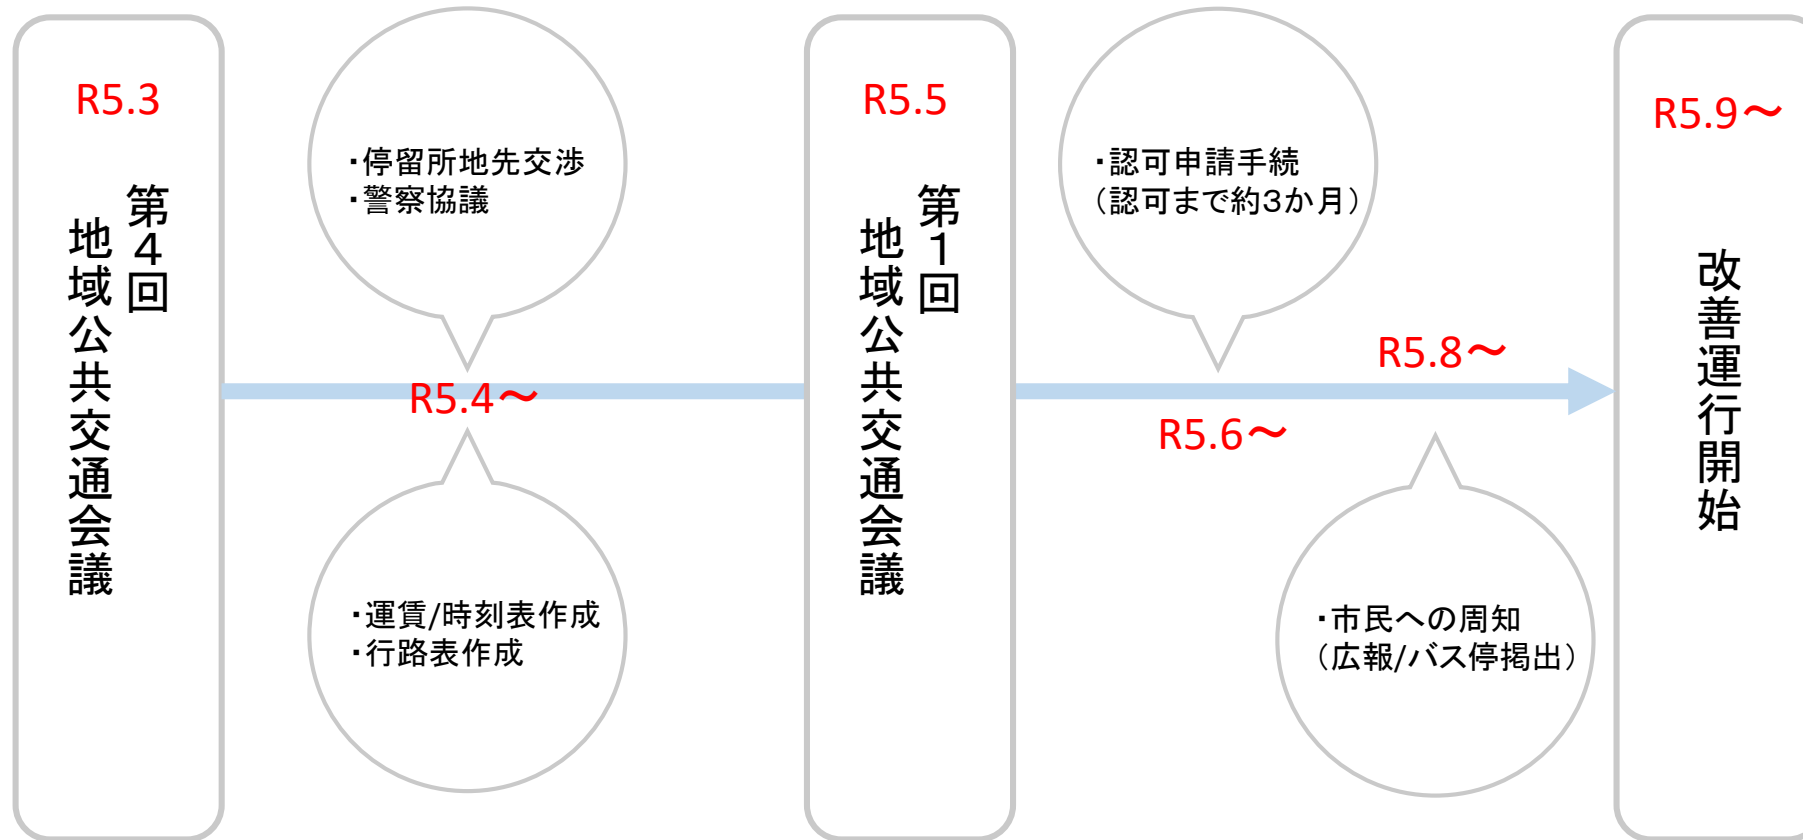 R5.3
第4回
地域公共交通会議
・停留所地先交渉
・警察協議
R5.4～
・運賃/時刻表作成
・行路表作成
R5.5
第1回
地域公共交通会議
・認可申請手続
（認可まで約3か月）
R5.6～
R5.8～
・市民への周知
（広報/バス停掲出）
R5.9～
改善運行開始